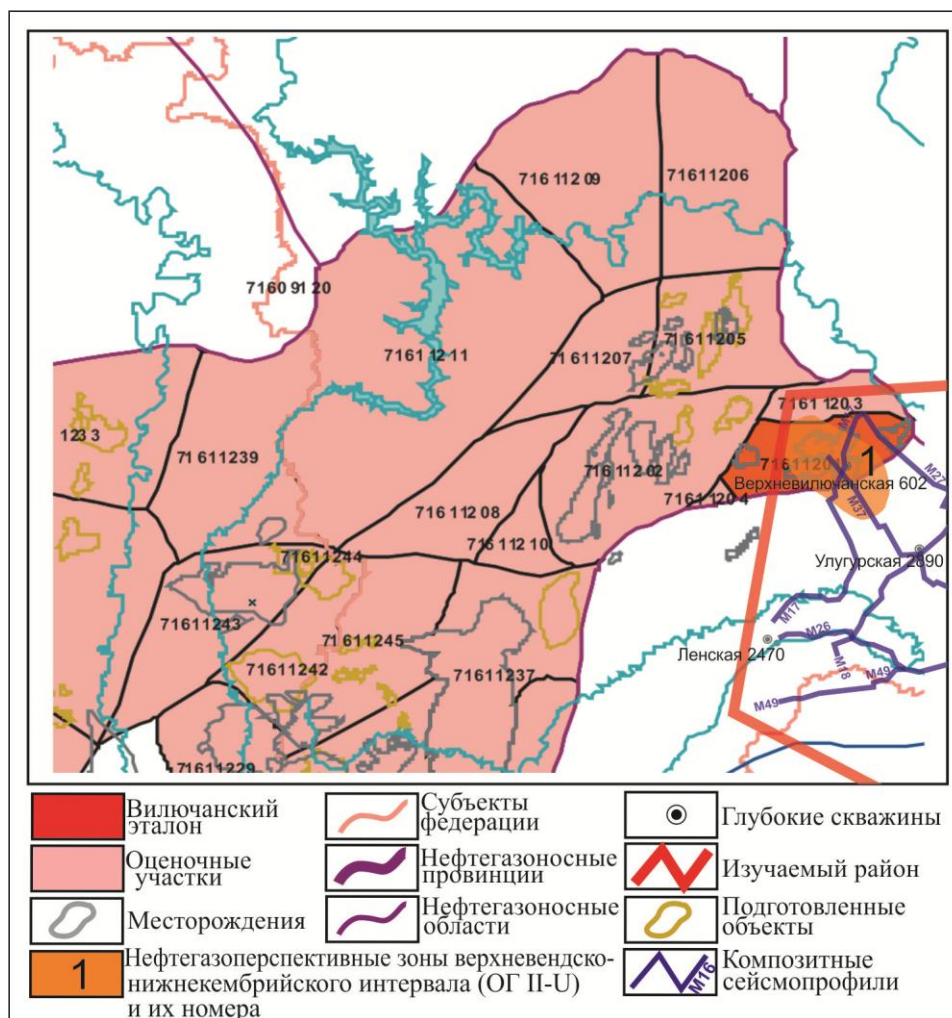 716 112 09
71611206
7160 91 20
7161 12 11
71 611207
71 611205
7161 120 3
123 3
71 611239
716 112 02
7161 120 4
1
Верхневилючанская 602
M27
M37
716 112 08
716 112 10
Улугурская 2890
71611244
71611243
M17
M26
71 611245
Ленская 2470
M18
M49
71611242
71611237
M49
71611229
Вилючанский
эталон
Оценочные
участки
Месторождения
1
Нефтегазоперспективные зоны верхневендско-
нижнекембрийского интервала (ОГ II-U)
и их номера
Субъекты
федерации
Нефтегазоносные
провинции
Нефтегазоносные
области
Глубокие скважины
Изучаемый район
Подготовленные
объекты
M16
Композитные
сейсмопрофили